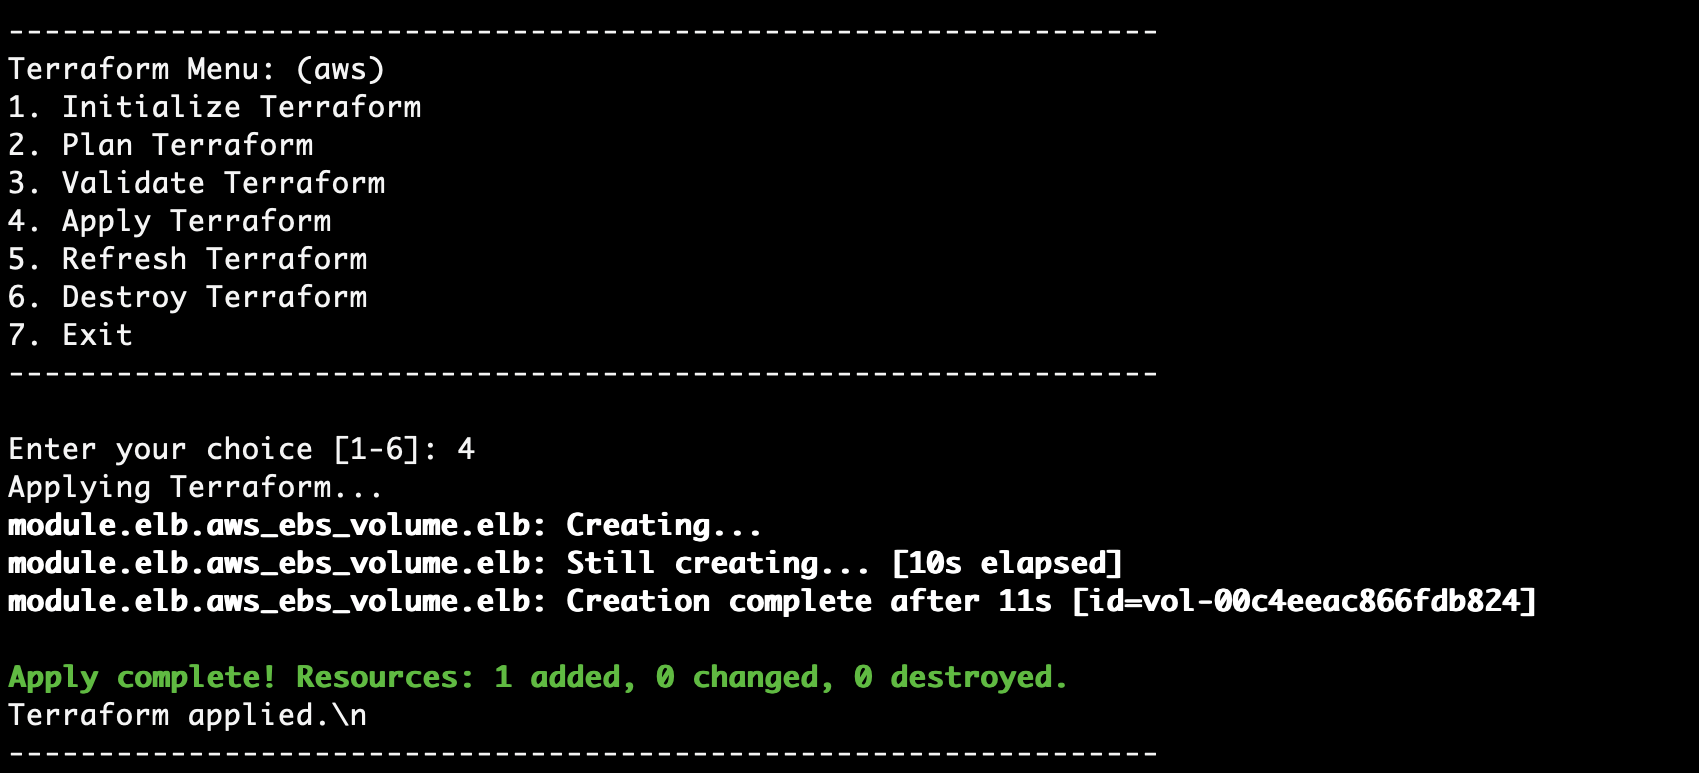 ----------------------------------------------------------------
Terraform Menu: (aws)
1. Initialize Terraform
2. Plan Terraform
3. Validate Terraform
4. Apply Terraform
5. Refresh Terraform
6. Destroy Terraform
7. Exit
----------------------------------------------------------------
Enter your choice [1-6]: 4
Applying Terraform...
module.elb.aws_ebs_volume.elb: Creating...
module.elb.aws_ebs_volume.elb: Still creating... [10s elapsed]
module.elb.aws_ebs_volume.elb: Creation complete after 11s [id=vol-00c4eeac866fdb824]
Apply complete! Resources: 1 added, 0 changed, 0 destroyed.
Terraform applied.\n
----------------------------------------------------------------